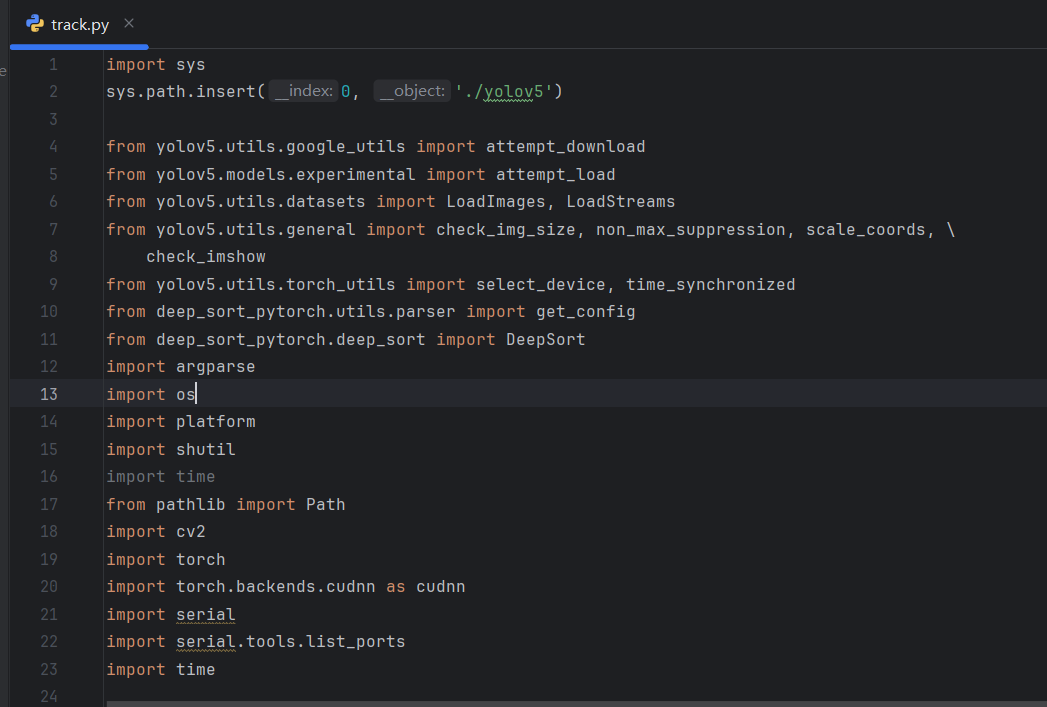 track.py
1 import sys
2 sys.path.insert(__index: 0, __object: './yolov5')
3
4 from yolov5.utils.google_utils import attempt_download
5 from yolov5.models.experimental import attempt_load
6 from yolov5.utils.datasets import LoadImages, LoadStreams
7 from yolov5.utils.general import check_img_size, non_max_suppression, scale_coords, \
8     check_imshow
9 from yolov5.utils.torch_utils import select_device, time_synchronized
10 from deep_sort_pytorch.utils.parser import get_config
11 from deep_sort_pytorch.deep_sort import DeepSort
12 import argparse
13 import os
14 import platform
15 import shutil
16 import time
17 from pathlib import Path
18 import cv2
19 import torch
20 import torch.backends.cudnn as cudnn
21 import serial
22 import serial.tools.list_ports
23 import time
24